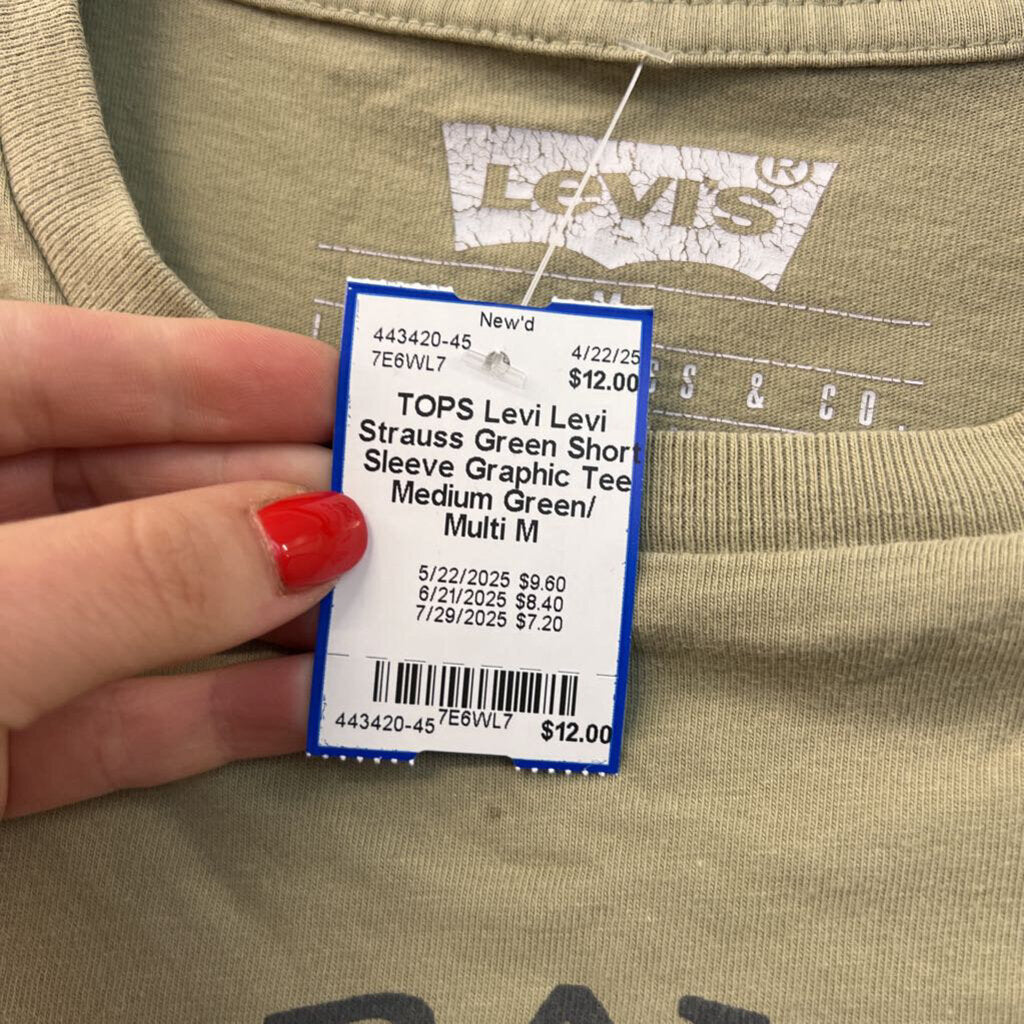 LEVI'S®
& CO.
New'd
443420-45
7E6WL7
4/22/25
$12.00
TOPS Levi Levi
Strauss Green Short
Sleeve Graphic Tee
Medium Green/
Multi M
5/22/2025 $9.60
6/21/2025 $8.40
7/29/2025 $7.20
443420-45 7E6WL7 $12.00